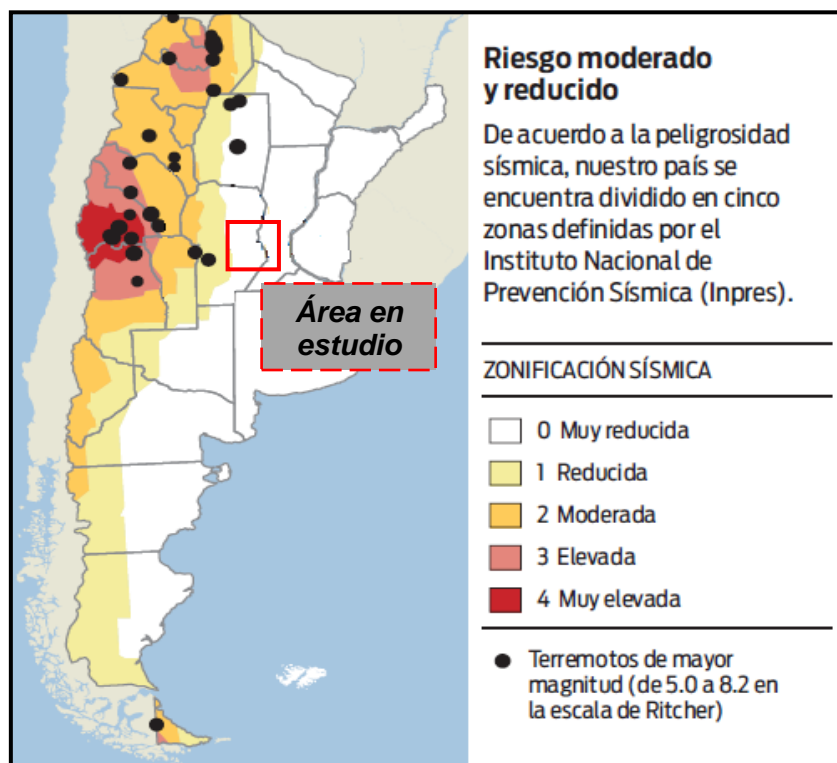 Riesgo moderado
y reducido
De acuerdo a la peligrosidad
sísmica, nuestro país se
encuentra dividido en cinco
zonas definidas por el
Instituto Nacional de
Prevención Sísmica (Inpres).
Área en
estudio
ZONIFICACIÓN SÍSMICA
0 Muy reducida
1 Reducida
2 Moderada
3 Elevada
4 Muy elevada
Terremotos de mayor
magnitud (de 5.0 a 8.2 en
la escala de Ritcher)